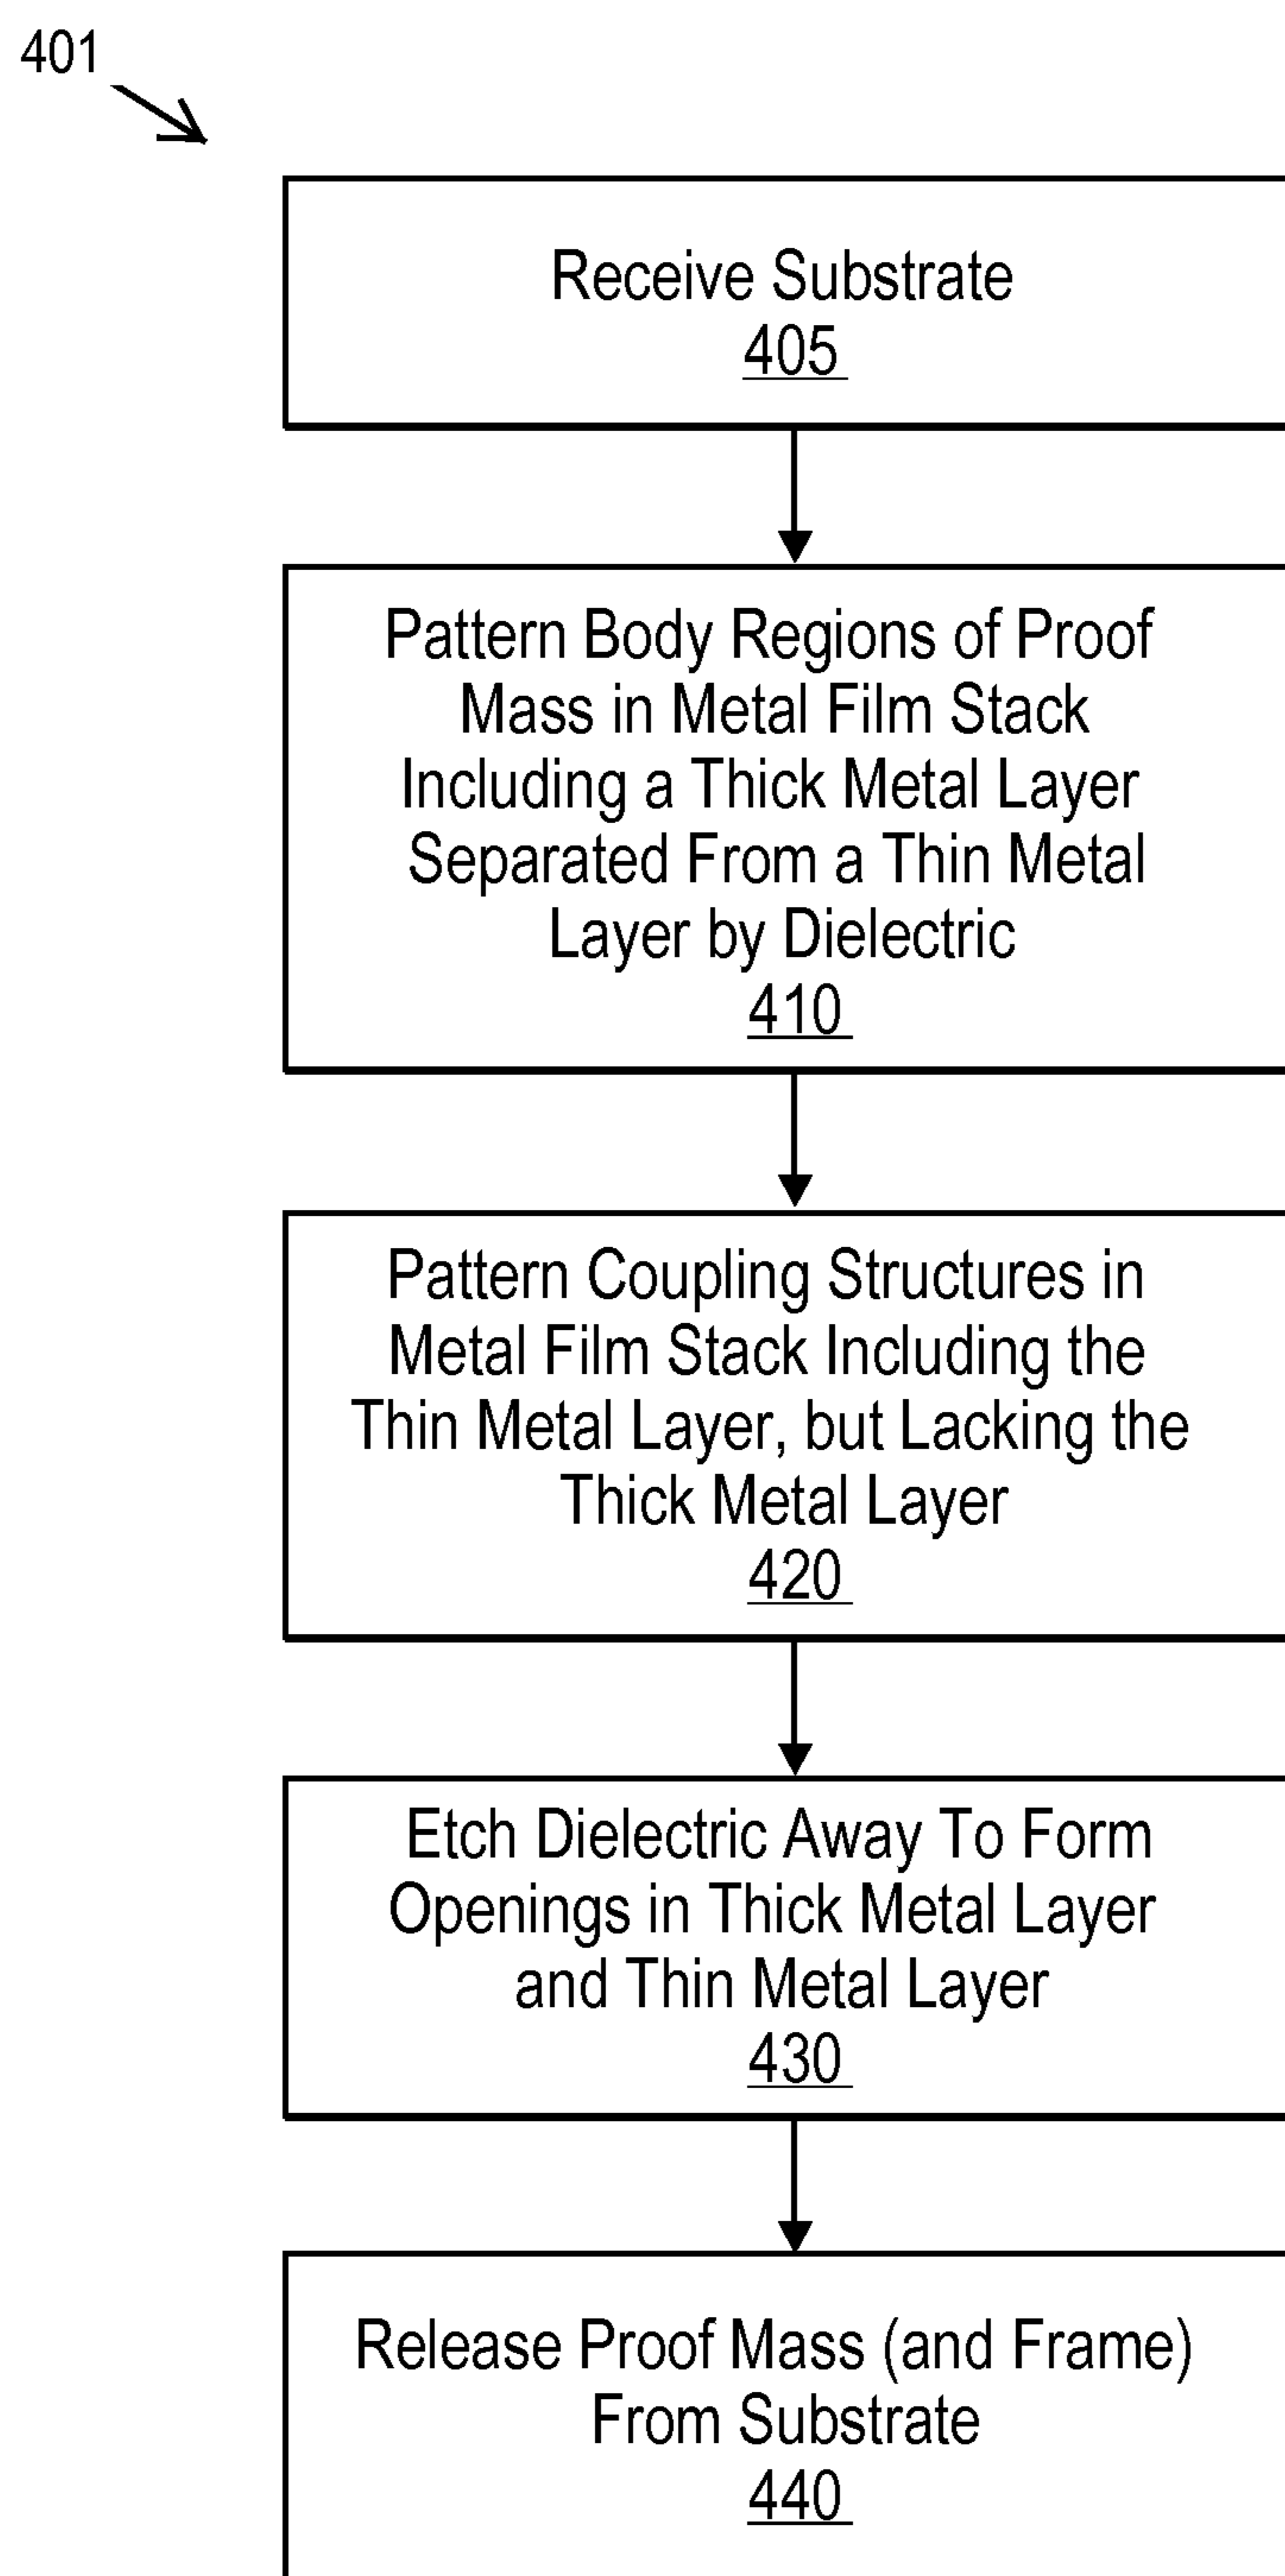 401
Receive Substrate
405
Pattern Body Regions of Proof
Mass in Metal Film Stack
Including a Thick Metal Layer
Separated From a Thin Metal
Layer by Dielectric
410
Pattern Coupling Structures in
Metal Film Stack Including the
Thin Metal Layer, but Lacking the
Thick Metal Layer
420
Etch Dielectric Away To Form
Openings in Thick Metal Layer
and Thin Metal Layer
430
Release Proof Mass (and Frame)
From Substrate
440